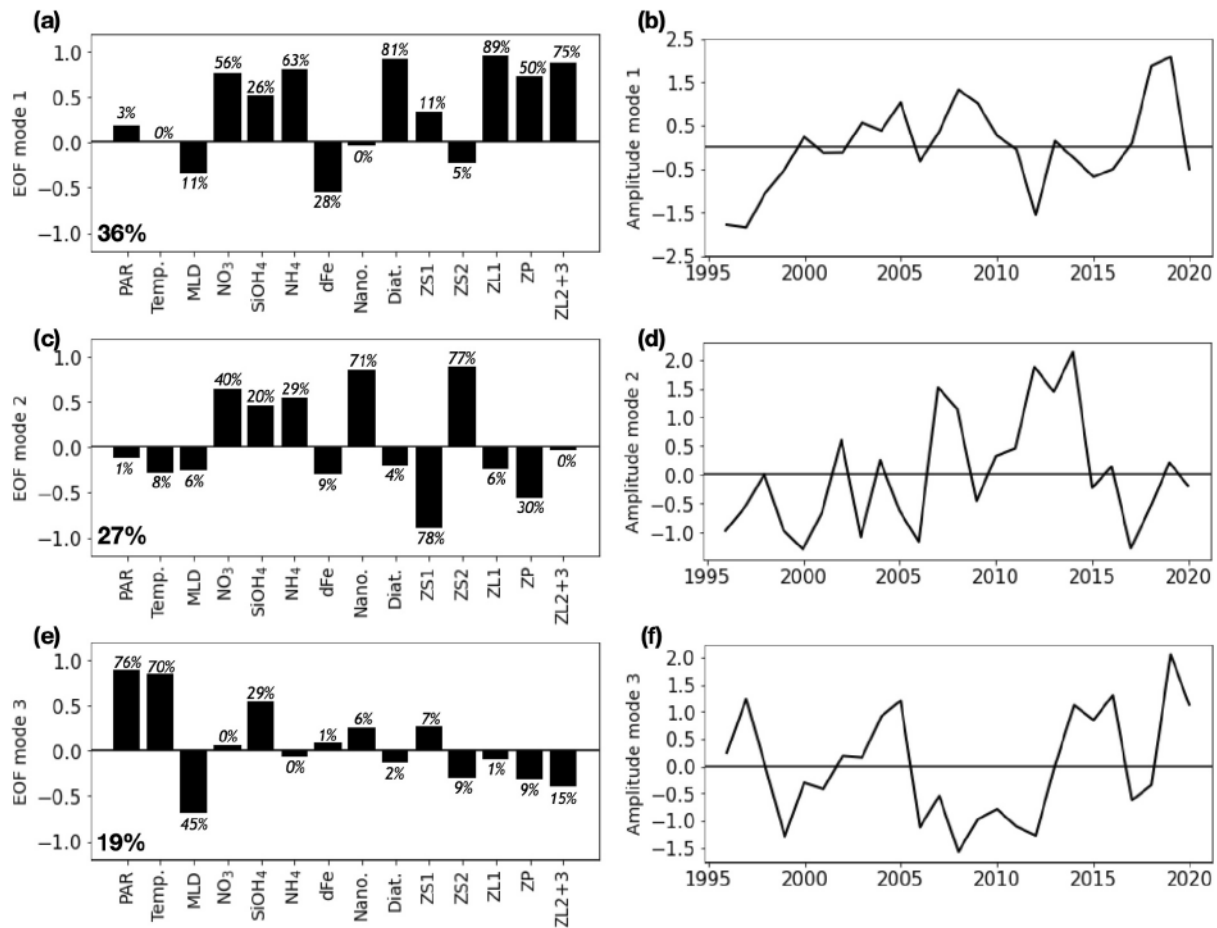 (a)
EOF mode 1
1.0
0.5
0.0
−0.5
−1.0
3%
0%
11%
56%
26%
63%
28%
0%
81%
11%
5%
89%
50%
75%
36%
PAR
Temp.
MLD
NO₃
SiOH₄
NH₄
dFe
Nano.
Diat.
ZS1
ZS2
ZL1
ZP
ZL2+3
(b)
Amplitude mode 1
2.5
1.5
0.5
−0.5
−1.5
−2.5
1995 2000 2005 2010 2015 2020
(c)
EOF mode 2
1.0
0.5
0.0
−0.5
−1.0
1%
8%
6%
40%
20%
29%
9%
71%
4%
78%
77%
6%
30%
0%
27%
PAR
Temp.
MLD
NO₃
SiOH₄
NH₄
dFe
Nano.
Diat.
ZS1
ZS2
ZL1
ZP
ZL2+3
(d)
Amplitude mode 2
2.0
1.5
1.0
0.5
0.0
−0.5
−1.0
1995 2000 2005 2010 2015 2020
(e)
EOF mode 3
1.0
0.5
0.0
−0.5
−1.0
76%
70%
45%
0%
29%
0%
1%
6%
2%
7%
9%
1%
9%
15%
19%
PAR
Temp.
MLD
NO₃
SiOH₄
NH₄
dFe
Nano.
Diat.
ZS1
ZS2
ZL1
ZP
ZL2+3
(f)
Amplitude mode 3
2.0
1.5
1.0
0.5
0.0
−0.5
−1.0
−1.5
1995 2000 2005 2010 2015 2020